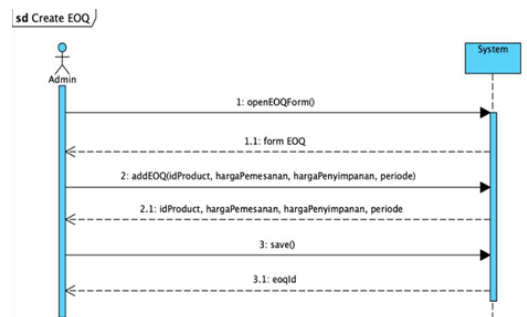 sd Create EOQ
System
Admin
1: openEOQForm()
1.1: form EOQ
2: addEOQ(idProduct, hargaPemesanan, hargaPenyimpanan, periode)
2.1: idProduct, hargaPemesanan, hargaPenyimpanan, periode
3: save()
3.1: eoqId